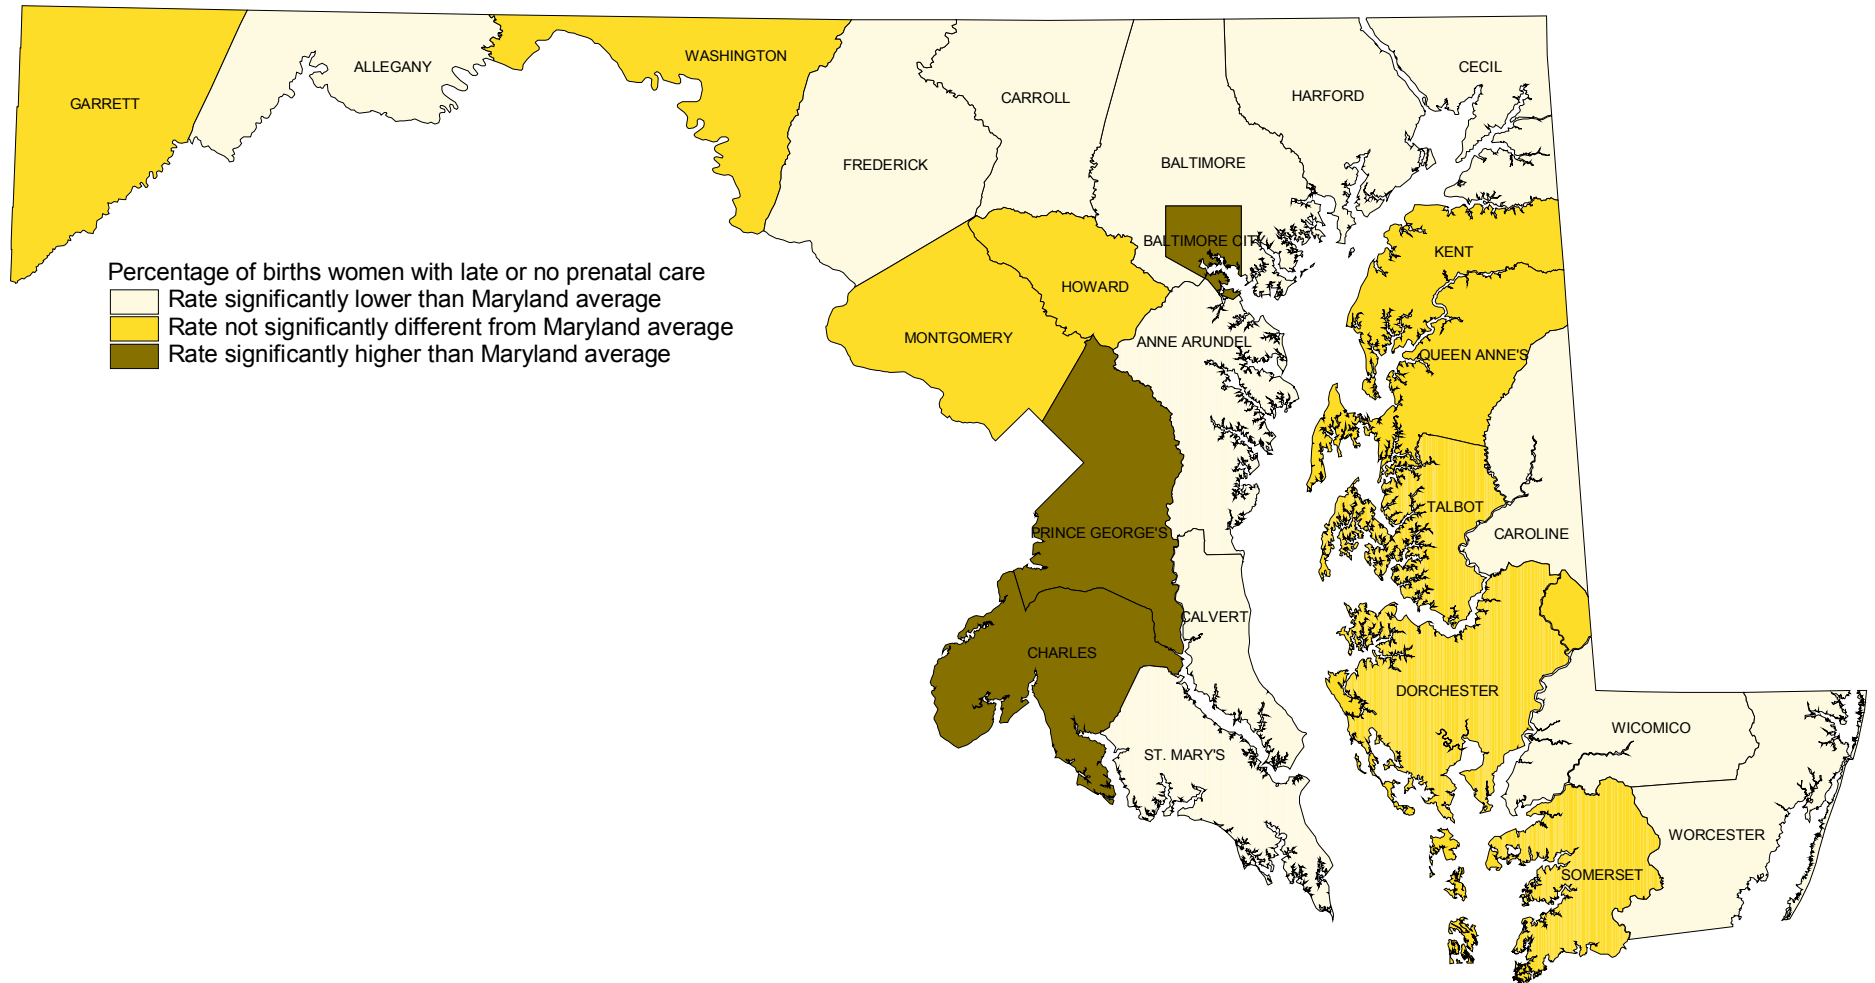 WASHINGTON
ALLEGANY
CECIL
GARRETT
CARROLL
HARFORD
FREDERICK
BALTIMORE
BALTIMORE CITY
KENT
Percentage of births women with late or no prenatal care
Rate significantly lower than Maryland average
Rate not significantly different from Maryland average
Rate significantly higher than Maryland average
HOWARD
MONTGOMERY
ANNE ARUNDEL
QUEEN ANNE'S
TALBOT
PRINCE GEORGE'S
CAROLINE
CALVERT
CHARLES
DORCHESTER
WICOMICO
ST. MARY'S
WORCESTER
SOMERSET